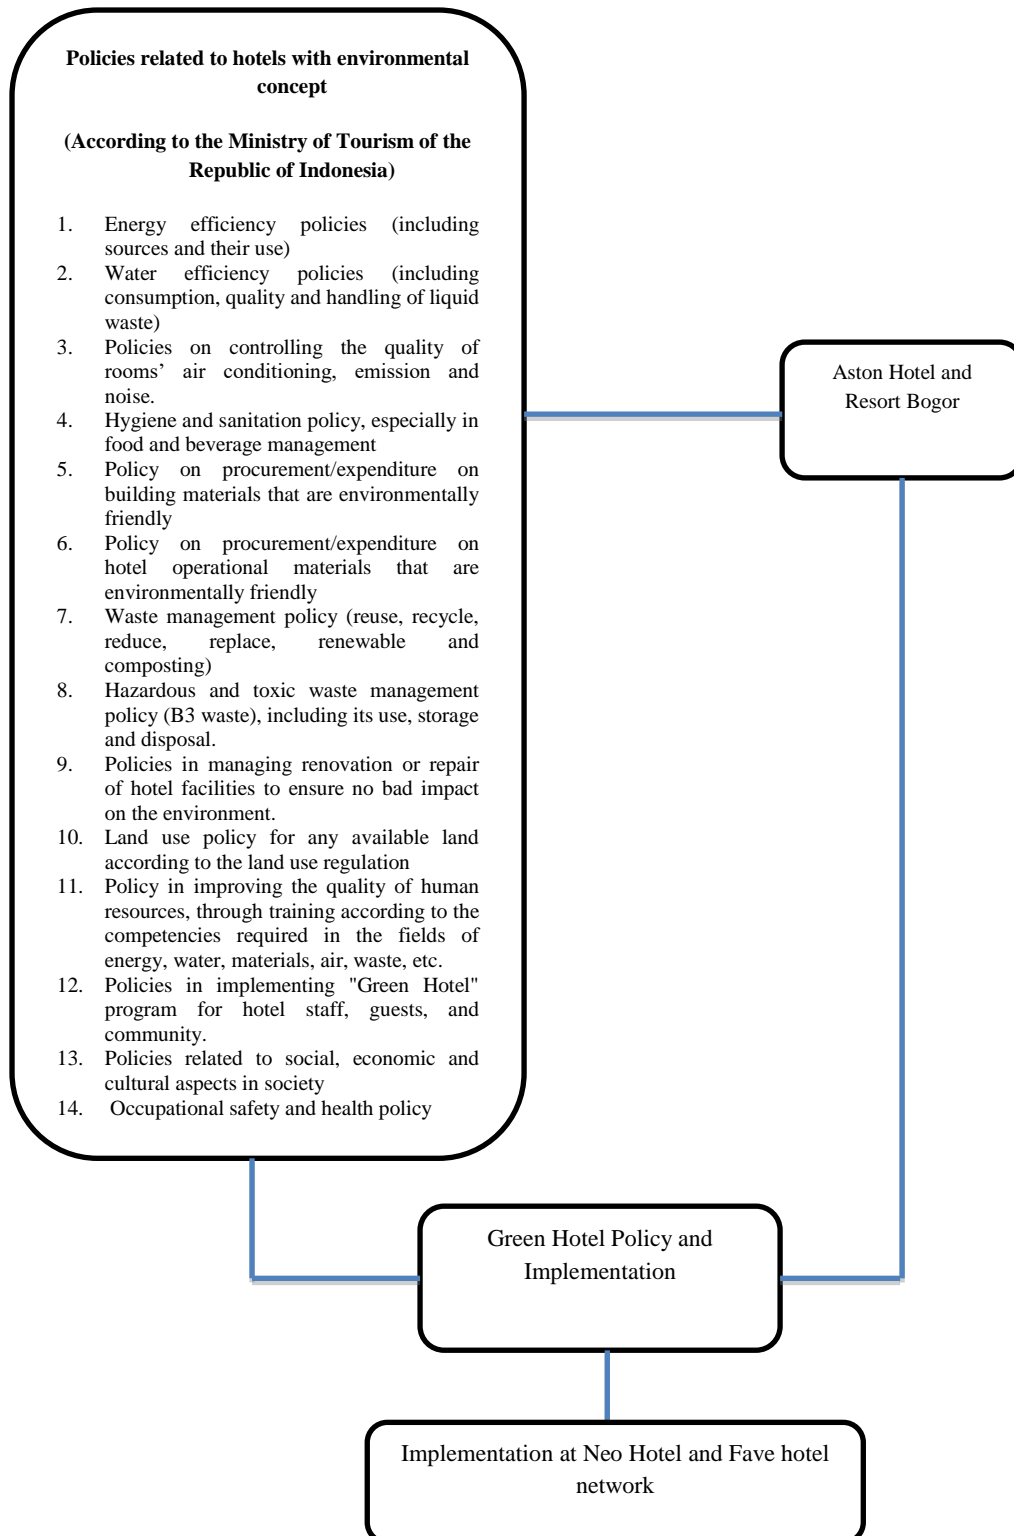 Policies related to hotels with environmental
concept
(According to the Ministry of Tourism of the
Republic of Indonesia)
1. Energy efficiency policies (including
sources and their use)
2. Water efficiency policies (including
consumption, quality and handling of liquid
waste)
3. Policies on controlling the quality of
rooms’ air conditioning, emission and
noise.
4. Hygiene and sanitation policy, especially in
food and beverage management
5. Policy on procurement/expenditure on
building materials that are environmentally
friendly
6. Policy on procurement/expenditure on
hotel operational materials that are
environmentally friendly
7. Waste management policy (reuse, recycle,
reduce, replace, renewable and
composting)
8. Hazardous and toxic waste management
policy (B3 waste), including its use, storage
and disposal.
9. Policies in managing renovation or repair
of hotel facilities to ensure no bad impact
on the environment.
10. Land use policy for any available land
according to the land use regulation
11. Policy in improving the quality of human
resources, through training according to the
competencies required in the fields of
energy, water, materials, air, waste, etc.
12. Policies in implementing "Green Hotel"
program for hotel staff, guests, and
community.
13. Policies related to social, economic and
cultural aspects in society
14. Occupational safety and health policy
Aston Hotel and
Resort Bogor
Green Hotel Policy and
Implementation
Implementation at Neo Hotel and Fave hotel
network